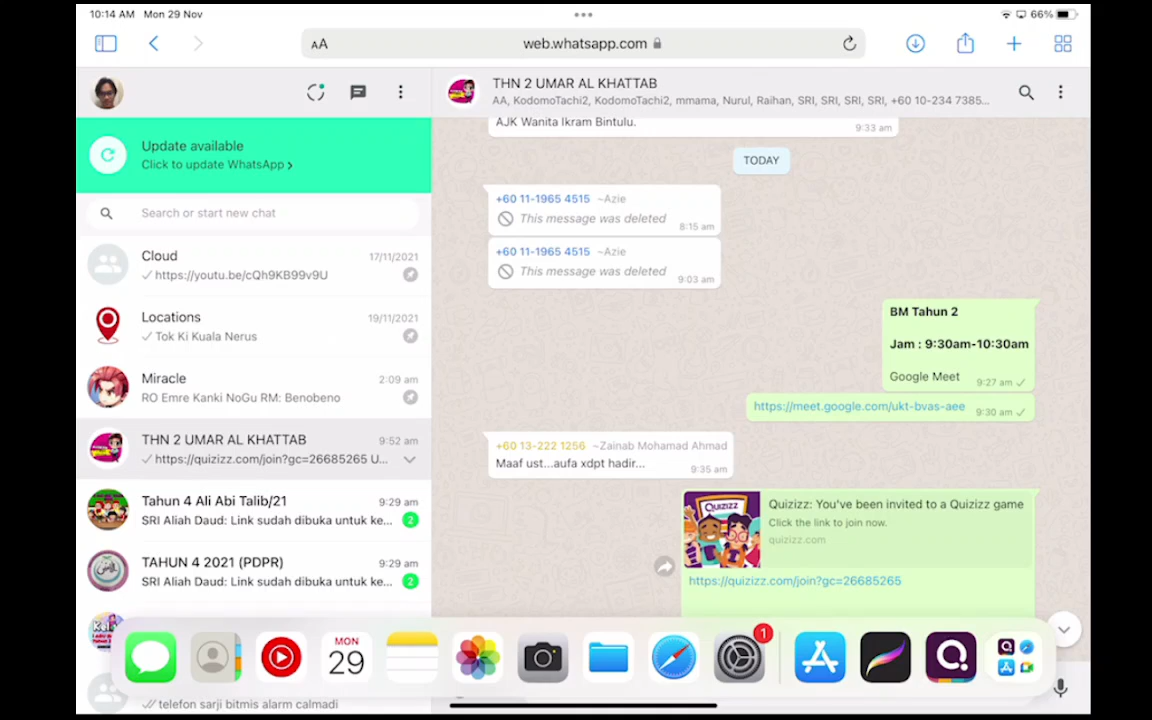 10:14 AM Mon 29 Nov
66%
AA
web.whatsapp.com
THN 2 UMAR AL KHATTAB
AA, KodomoTachi2, KodomoTachi2, mmama, Nurul, Raihan, SRI, SRI, SRI, SRI, +60 10-234 7385...
Update available
Click to update WhatsApp
Search or start new chat
Cloud
17/11/2021
https://youtu.be/cQh9KB99v9U
Locations
19/11/2021
Tok Ki Kuala Nerus
Miracle
2:09 am
RO Emre Kanki NoGu RM: Benobeno
THN 2 UMAR AL KHATTAB
9:52 am
https://quizizz.com/join?gc=26685265 U...
Tahun 4 Ali Abi Talib/21
9:29 am
SRI Aliah Daud: Link sudah dibuka untuk ke...
2
TAHUN 4 2021 (PDPR)
9:29 am
SRI Aliah Daud: Link sudah dibuka untuk ke...
2
telefon sarji bitmis alarm calmadi
AJK Wanita Ikram Bintulu.
9:33 am
TODAY
+60 11-1965 4515 ~Azie
This message was deleted
8:15 am
+60 11-1965 4515 ~Azie
This message was deleted
9:03 am
BM Tahun 2
Jam : 9:30am-10:30am
Google Meet
9:27 am
https://meet.google.com/ukt-bvas-aee
9:30 am
+60 13-222 1256 ~Zainab Mohamad Ahmad
Maaf ust...aufa xdpt hadir...
9:35 am
QUIZIZZ
Quizizz: You've been invited to a Quizizz game
Click the link to join now.
quizizz.com
https://quizizz.com/join?gc=26685265
MON
29
1